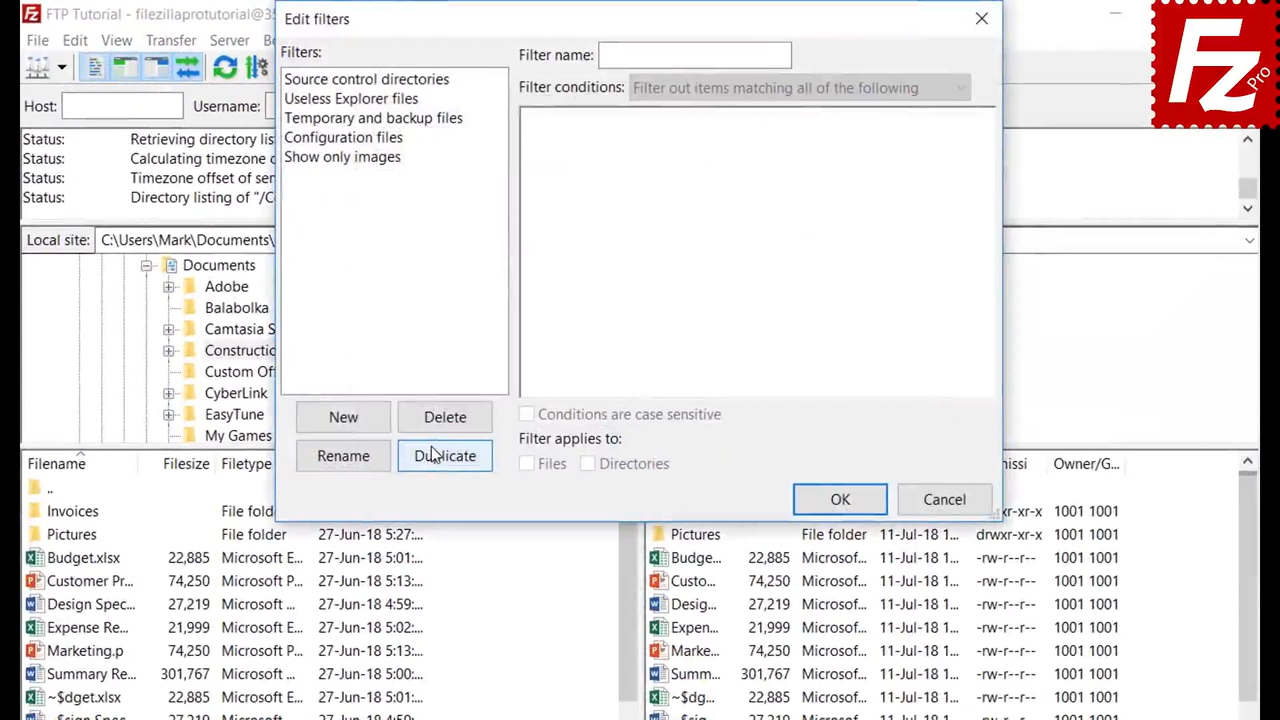 FTP Tutorial - filezillaprotutorial@3
Edit filters
File Edit View Transfer Server Bo
Filters:
Source control directories
Useless Explorer files
Temporary and backup files
Configuration files
Show only images
Filter name:
Filter conditions: Filter out items matching all of the following
New Delete
Rename Duplicate
Conditions are case sensitive
Filter applies to:
Files Directories
OK Cancel
Fz Pro
Host: Username:
Status: Retrieving directory lis
Status: Calculating timezone o
Status: Timezone offset of ser
Status: Directory listing of "/C
Local site: C:\Users\Mark\Documents\
Documents
Adobe
Balabolka
Camtasia S
Constructio
Custom Of
CyberLink
EasyTune
My Games
Filename Filesize Filetype
..
Invoices File fold...
Pictures File folder 27-Jun-18 5:27:...
Budget.xlsx 22,885 Microsoft E... 27-Jun-18 5:01:...
Customer Pr... 74,250 Microsoft P... 27-Jun-18 5:13:...
Design Spec... 27,219 Microsoft ... 27-Jun-18 4:59:...
Expense Re... 21,999 Microsoft E... 27-Jun-18 5:02:...
Marketing.p 74,250 Microsoft P... 27-Jun-18 5:13:...
Summary Re... 301,767 Microsoft ... 27-Jun-18 5:00:...
~$dget.xlsx 22,885 Microsoft E... 27-Jun-18 5:01:...
missi Owner/G...
xr-xr-x 1001 1001
Pictures File folder 11-Jul-18 1... drwxr-xr-x 1001 1001
Budge... 22,885 Microsof... 11-Jul-18 1... -rw-r--r-- 1001 1001
Custo... 74,250 Microsof... 11-Jul-18 1... -rw-r--r-- 1001 1001
Desig... 27,219 Microsof... 11-Jul-18 1... -rw-r--r-- 1001 1001
Expen... 21,999 Microsof... 11-Jul-18 1... -rw-r--r-- 1001 1001
Marke... 74,250 Microsof... 11-Jul-18 1... -rw-r--r-- 1001 1001
Summ... 301,767 Microsof... 11-Jul-18 1... -rw-r--r-- 1001 1001
~$dg... 22,885 Microsof... 11-Jul-18 1... -rw-r--r-- 1001 1001